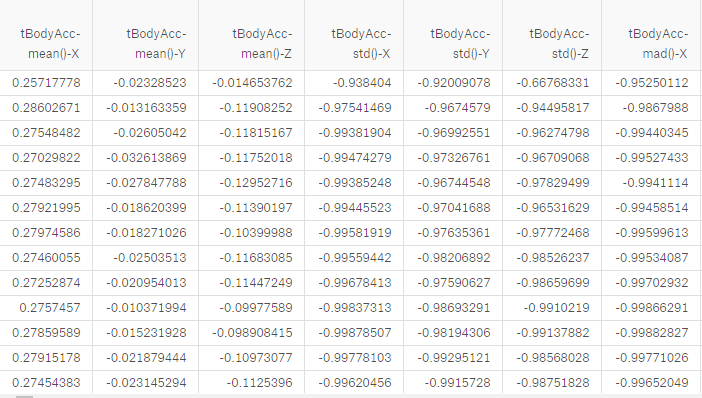 tBodyAcc- tBodyAcc- tBodyAcc- tBodyAcc- tBodyAcc- tBodyAcc- tBodyAcc-
mean()-X mean()-Y mean()-Z std()-X std()-Y std()-Z mad()-X
0.25717778 -0.02328523 -0.014653762 -0.938404 -0.92009078 -0.66768331 -0.95250112
0.28602671 -0.013163359 -0.11908252 -0.97541469 -0.9674579 -0.94495817 -0.9867988
0.27548482 -0.02605042 -0.11815167 -0.99381904 -0.96992551 -0.96274798 -0.99440345
0.27029822 -0.032613869 -0.11752018 -0.99474279 -0.97326761 -0.96709068 -0.99527433
0.27483295 -0.027847788 -0.12952716 -0.99385248 -0.96744548 -0.97829499 -0.9941114
0.27921995 -0.018620399 -0.11390197 -0.99445523 -0.97041688 -0.96531629 -0.99458514
0.27974586 -0.018271026 -0.10399988 -0.99581919 -0.97635361 -0.97772468 -0.99599613
0.27460055 -0.02503513 -0.11683085 -0.99559442 -0.98206892 -0.98526237 -0.99534087
0.27252874 -0.020954013 -0.11447249 -0.99678413 -0.97590627 -0.98659699 -0.99702932
0.2757457 -0.010371994 -0.09977589 -0.99837313 -0.98693291 -0.9910219 -0.99866291
0.27859589 -0.015231928 -0.098908415 -0.99878507 -0.98194306 -0.99137882 -0.99882827
0.27915178 -0.021879444 -0.10973077 -0.99778103 -0.99295121 -0.98568028 -0.99771026
0.27454383 -0.023145294 -0.1125396 -0.99620456 -0.9915728 -0.98751828 -0.99652049